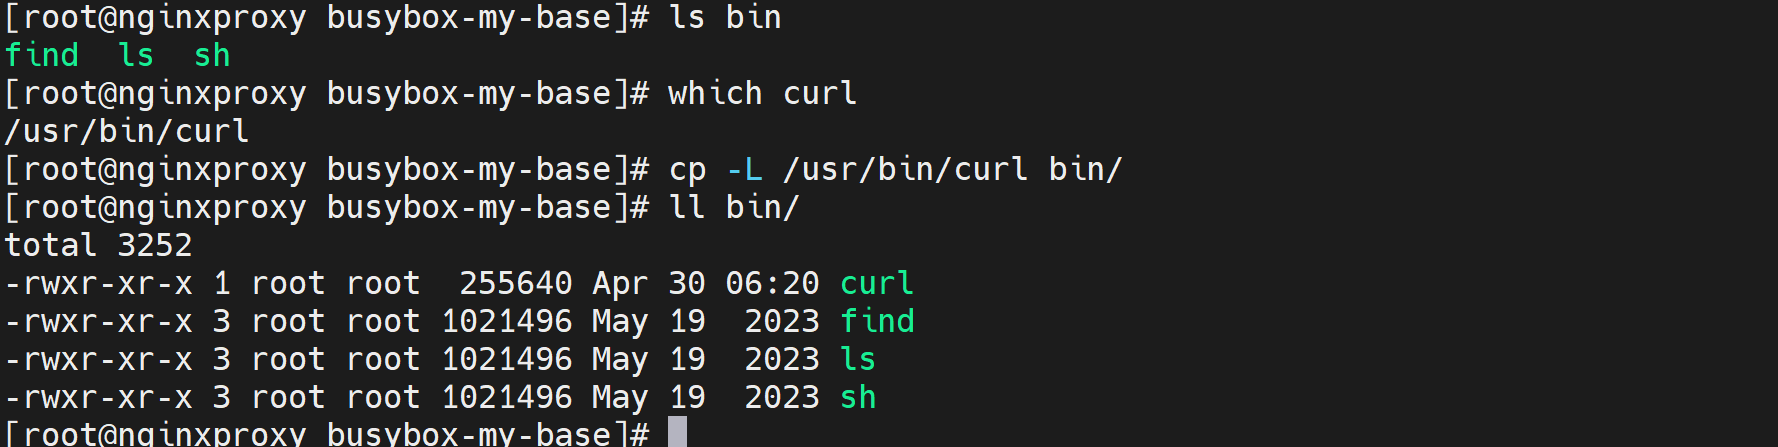 [root@nginxproxy busybox-my-base]# ls bin
find  ls  sh
[root@nginxproxy busybox-my-base]# which curl
/usr/bin/curl
[root@nginxproxy busybox-my-base]# cp -L /usr/bin/curl bin/
[root@nginxproxy busybox-my-base]# ll bin/
total 3252
-rwxr-xr-x 1 root root  255640 Apr 30 06:20 curl
-rwxr-xr-x 3 root root 1021496 May 19  2023 find
-rwxr-xr-x 3 root root 1021496 May 19  2023 ls
-rwxr-xr-x 3 root root 1021496 May 19  2023 sh
[root@nginxproxy busybox-my-base]#